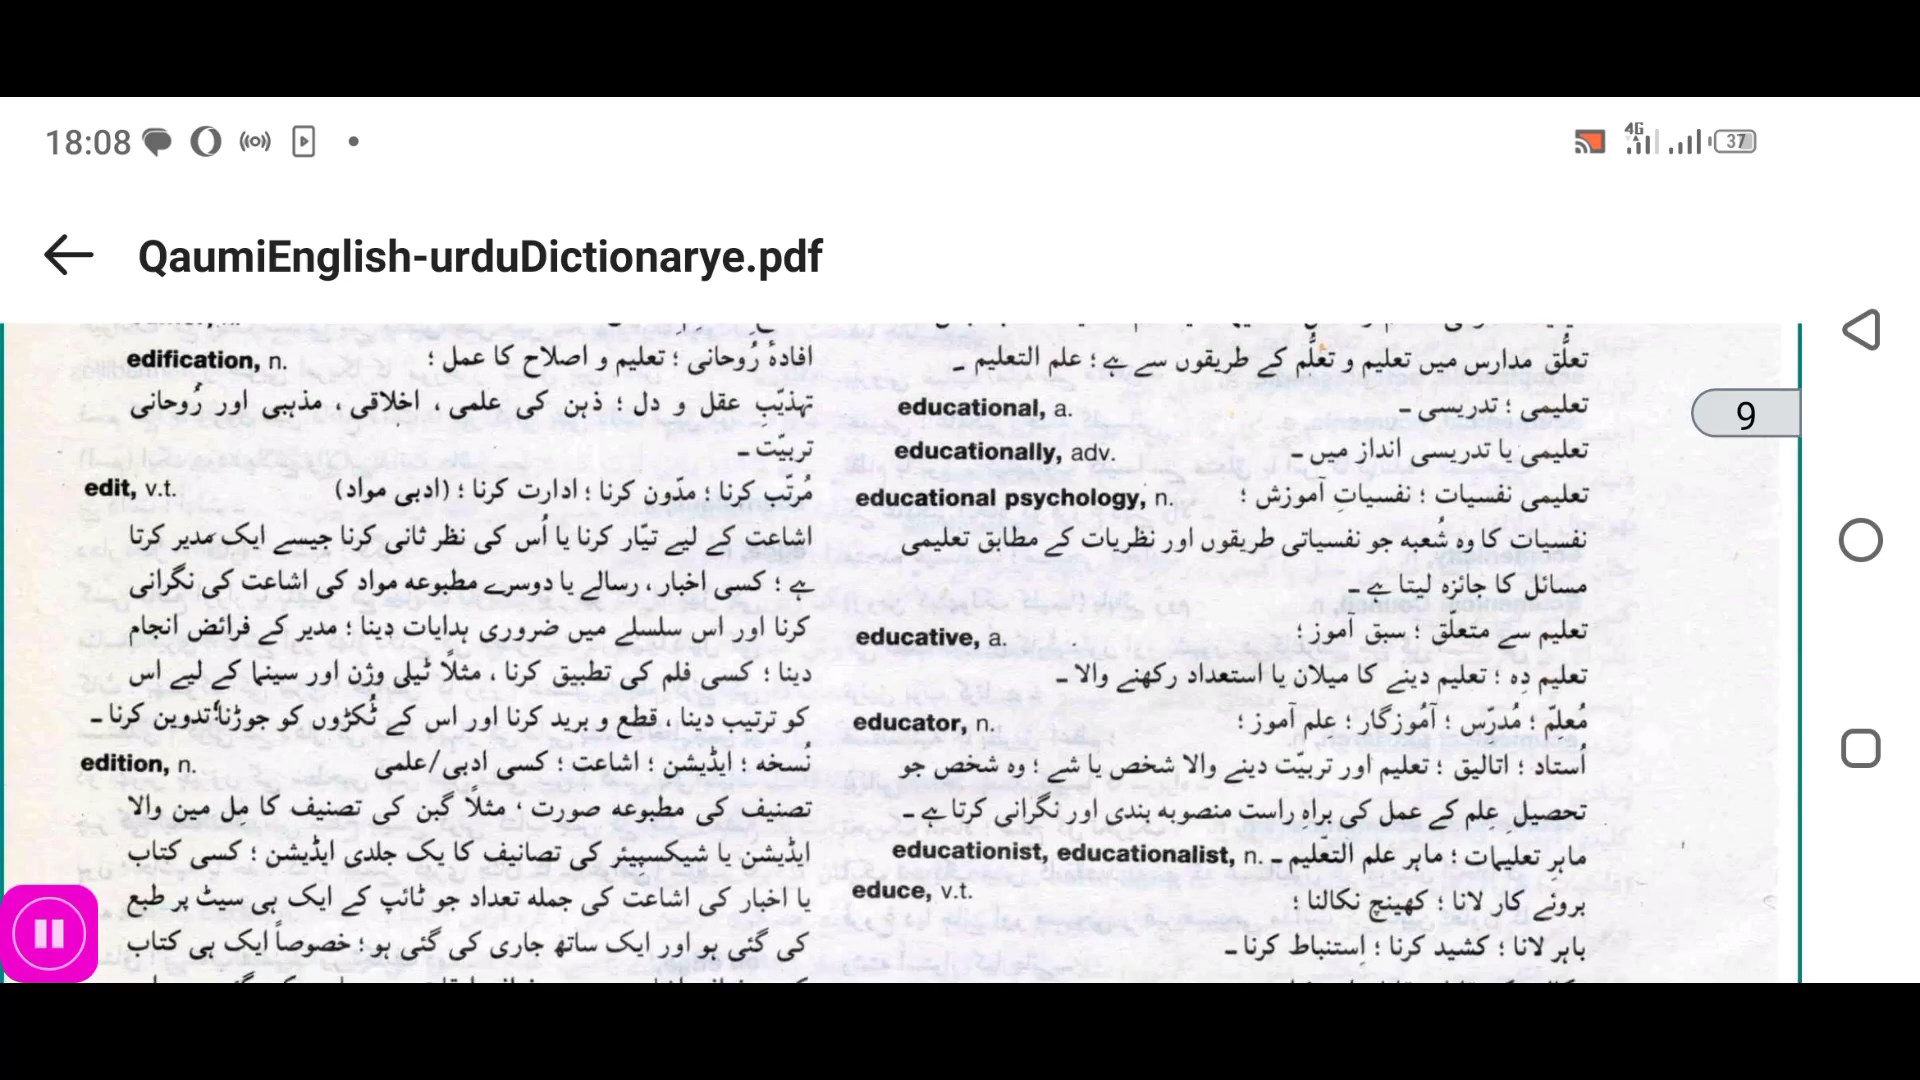 18:08
4G
37
QaumiEnglish-urduDictionarye.pdf
9
edification, n. افادۂ رُوحانی ؛ تعلیم و اصلاح کا عمل ؛
تہذیبِ عقل و دل ؛ ذہن کی علمی ، اخلاقی ، مذہبی اور رُوحانی
تربیّت ۔
edit, v.t. مُرتّب کرنا ؛ مدّون کرنا ؛ ادارت کرنا ؛ (ادبی مواد)
اشاعت کے لیے تیّار کرنا یا اُس کی نظر ثانی کرنا جیسے ایک مدیر کرتا
ہے ؛ کسی اخبار ، رسالے یا دوسرے مطبوعہ مواد کی اشاعت کی نگرانی
کرنا اور اس سلسلے میں ضروری ہدایات دینا ؛ مدیر کے فرائض انجام
دینا ؛ کسی فلم کی تطبیق کرنا ، مثلاً ٹیلی وژن اور سینما کے لیے اس
کو ترتیب دینا ، قطع و برید کرنا اور اس کے ٹکڑوں کو جوڑنا، تدوین کرنا ۔
edition, n. نُسخہ ؛ ایڈیشن ؛ اشاعت ؛ کسی ادبی/علمی
تصنیف کی مطبوعہ صورت ، مثلاً گبن کی تصنیف کا مِل مین والا
ایڈیشن یا شیکسپیئر کی تصانیف کا یک جلدی ایڈیشن ؛ کسی کتاب
یا اخبار کی اشاعت کی جملہ تعداد جو ٹائپ کے ایک ہی سیٹ پر طبع
کی گئی ہو اور ایک ساتھ جاری کی گئی ہو ؛ خصوصاً ایک ہی کتاب
تعلّق مدارس میں تعلیم و تعلّم کے طریقوں سے ہے ؛ علم التعلیم ۔
educational, a. تعلیمی ؛ تدریسی ۔
educationally, adv. تعلیمی یا تدریسی انداز میں ۔
educational psychology, n. تعلیمی نفسیات ؛ نفسیاتِ آموزش ؛
نفسیات کا وہ شُعبہ جو نفسیاتی طریقوں اور نظریات کے مطابق تعلیمی
مسائل کا جائزہ لیتا ہے ۔
educative, a. تعلیم سے متعلّق ؛ سبق آموز ؛
تعلیم دِہ ؛ تعلیم دینے کا میلان یا استعداد رکھنے والا ۔
educator, n. مُعلِّم ؛ مُدرّس ؛ آمُوزگار ؛ علم آموز ؛
اُستاد ؛ اتالیق ؛ تعلیم اور تربیّت دینے والا شخص یا شے ؛ وہ شخص جو
تحصیلِ عِلم کے عمل کی براہِ راست منصوبہ بندی اور نگرانی کرتا ہے ۔
educationist, educationalist, n. ماہرِ تعلیمات ؛ ماہر علم التّعلیم ۔
educe, v.t. بروئے کار لانا ؛ کھینچ نکالنا ؛
باہر لانا ؛ کشید کرنا ؛ اِستنباط کرنا ۔